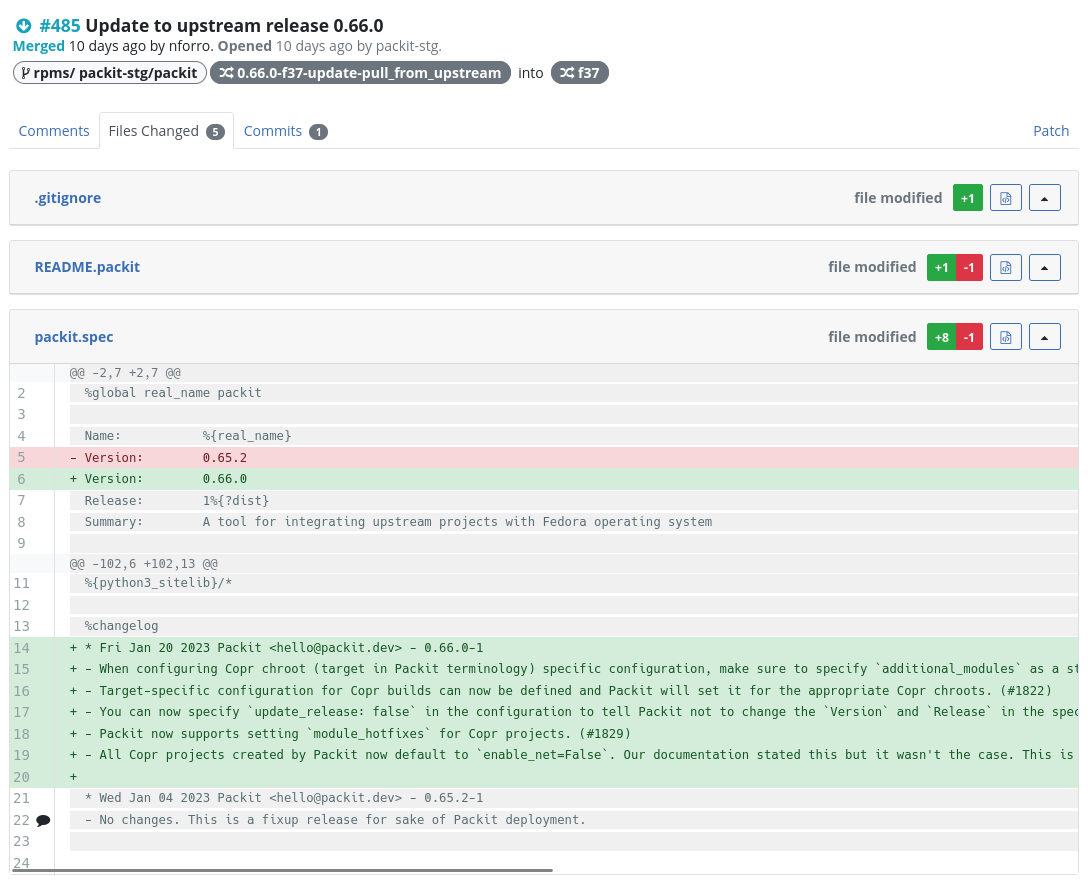 #485 Update to upstream release 0.66.0
Merged 10 days ago by nforro. Opened 10 days ago by packit-stg.
rpms/ packit-stg/packit 0.66.0-f37-update-pull_from_upstream into f37
Comments Files Changed 5 Commits 1 Patch
.gitignore file modified +1
README.packit file modified +1 -1
packit.spec file modified +8 -1
@@ -2,7 +2,7 @@
2 %global real_name packit
3
4 Name: %{real_name}
5 - Version: 0.65.2
6 + Version: 0.66.0
7 Release: 1%{?dist}
8 Summary: A tool for integrating upstream projects with Fedora operating system
9
@@ -102,6 +102,13 @@
11 %{python3_sitelib}/*
12
13 %changelog
14 + * Fri Jan 20 2023 Packit <hello@packit.dev> - 0.66.0-1
15 + - When configuring Copr chroot (target in Packit terminology) specific configuration, make sure to specify `additional_modules` as a st
16 + - Target-specific configuration for Copr builds can now be defined and Packit will set it for the appropriate Copr chroots. (#1822)
17 + - You can now specify `update_release: false` in the configuration to tell Packit not to change the `Version` and `Release` in the spec
18 + - Packit now supports setting `module_hotfixes` for Copr projects. (#1829)
19 + - All Copr projects created by Packit now default to `enable_net=False`. Our documentation stated this but it wasn't the case. This is
20 +
21 * Wed Jan 04 2023 Packit <hello@packit.dev> - 0.65.2-1
22 - No changes. This is a fixup release for sake of Packit deployment.
23
24